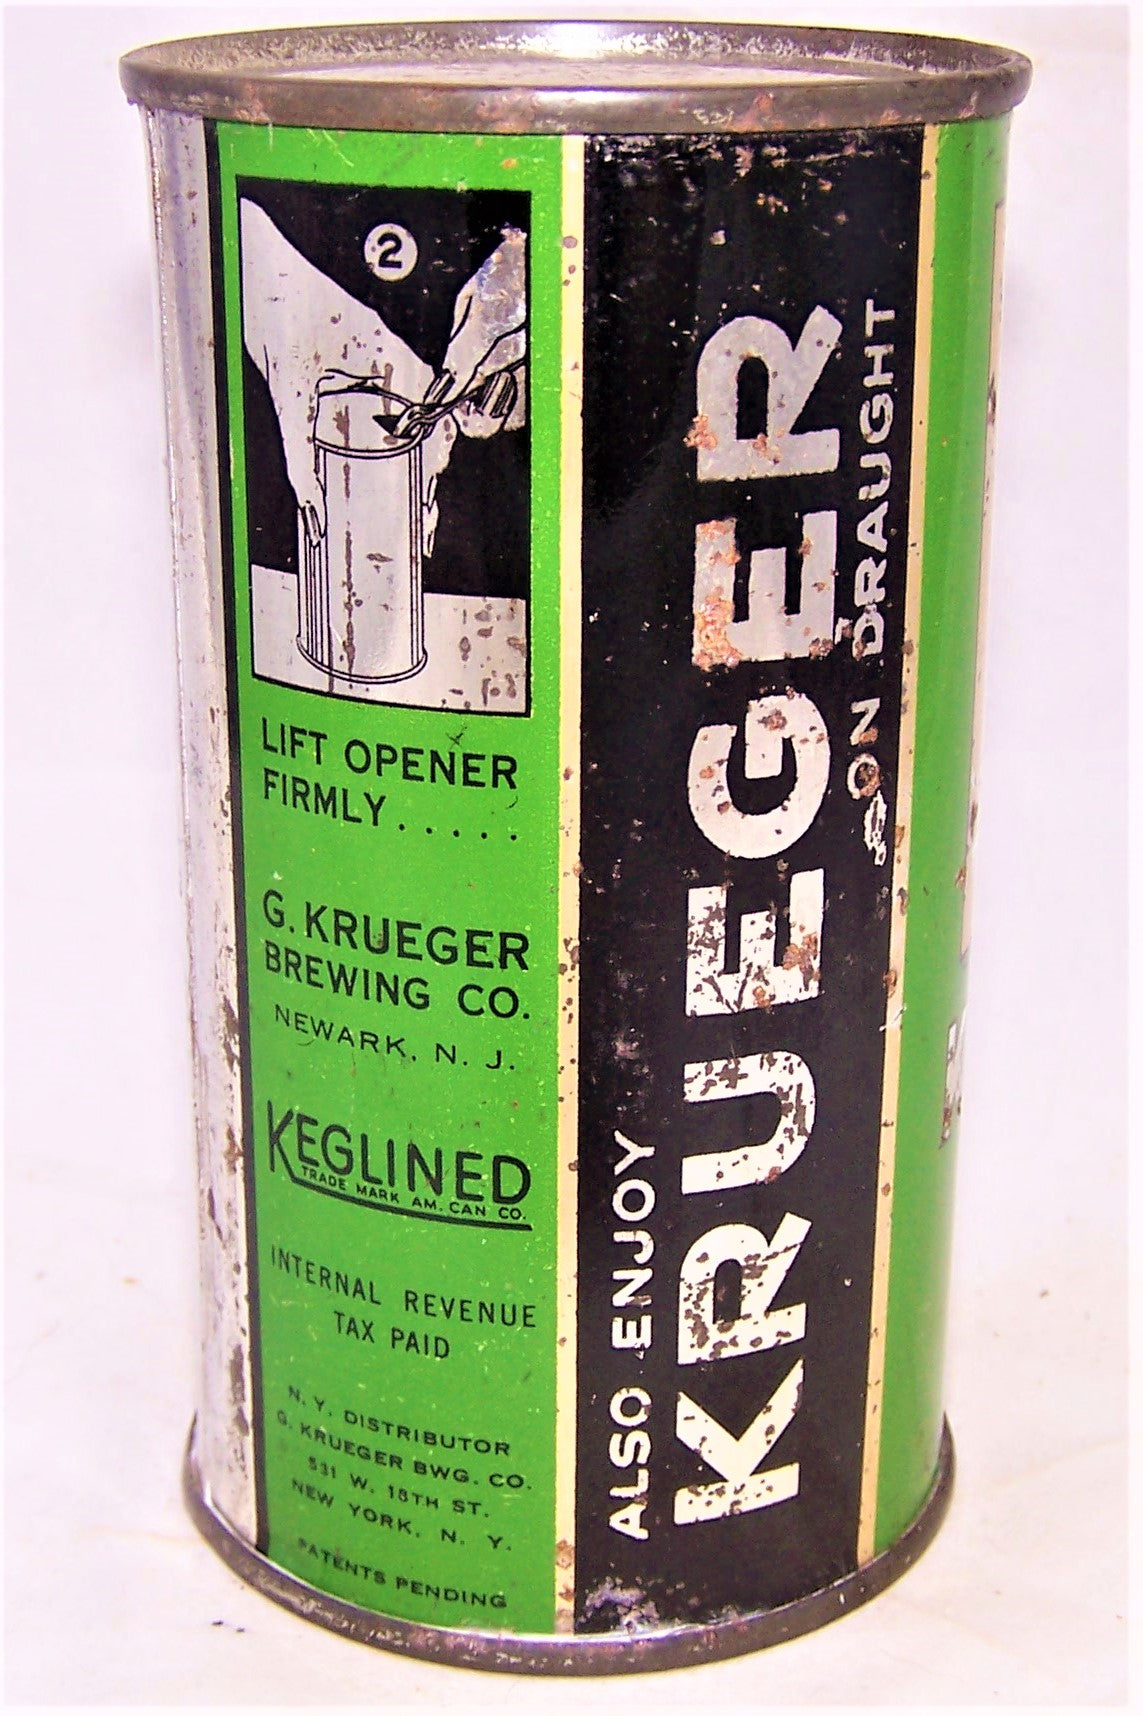 2
LIFT OPENER
FIRMLY.....
G. KRUEGER
BREWING CO.
NEWARK, N. J.
KEGLINED
TRADE MARK AM. CAN CO.
INTERNAL REVENUE
TAX PAID
N. Y. DISTRIBUTOR
G. KRUEGER BWG. CO.
531 W. 18TH ST.
NEW YORK, N. Y.
PATENTS PENDING
ALSO ENJOY
KRUEGER
ON DRAUGHT